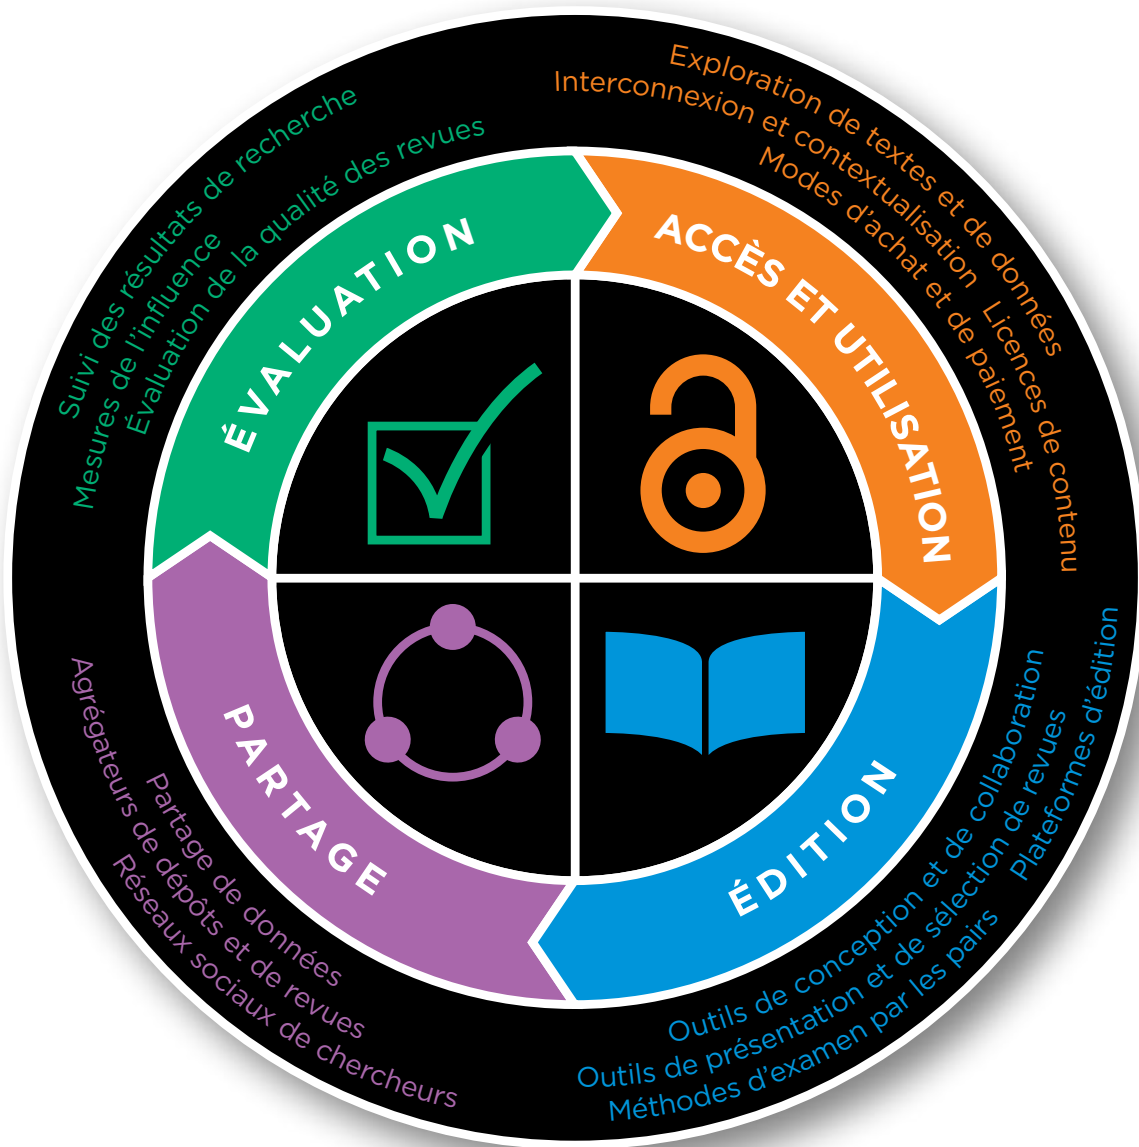 Suivi des résultats de recherche
Mesures de l'influence
Évaluation de la qualité des revues
ÉVALUATION
Exploration de textes et de données
Interconnexion et contextualisation
Licences de contenu
Modes d'achat et de paiement
ACCÈS ET UTILISATION
ÉDITION
Outils de conception et de collaboration
Outils de présentation et de sélection de revues
Méthodes d'examen par les pairs
Plateformes d'édition
PARTAGE
Partage de données
Agrégateurs de dépôts et de revues
Réseaux sociaux de chercheurs